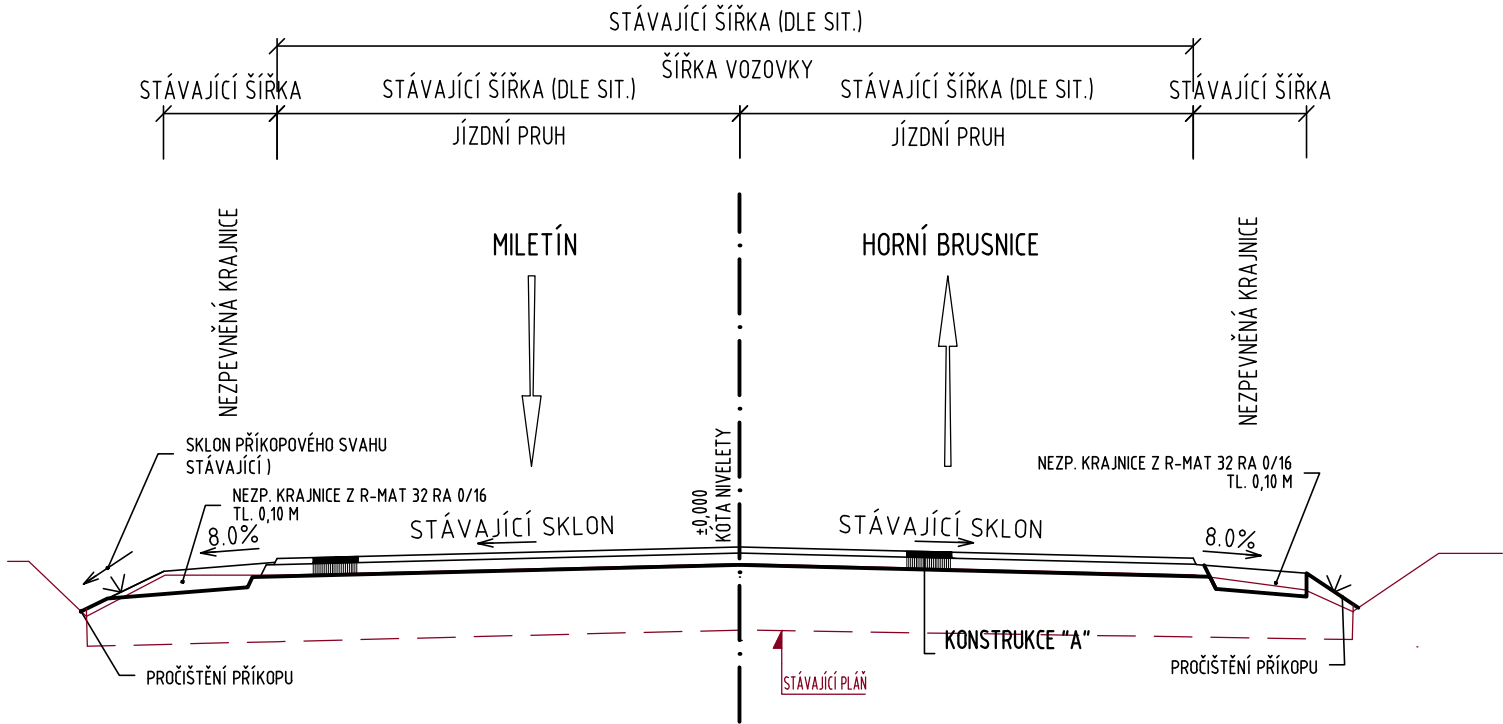 STÁVAJÍCÍ ŠÍŘKA (DLE SIT.)
ŠÍŘKA VOZOVKY
STÁVAJÍCÍ ŠÍŘKA
STÁVAJÍCÍ ŠÍŘKA (DLE SIT.)
STÁVAJÍCÍ ŠÍŘKA (DLE SIT.)
STÁVAJÍCÍ ŠÍŘKA
JÍZDNÍ PRUH
JÍZDNÍ PRUH
NEZPEVNĚNÁ KRAJNICE
MILETÍN
HORNÍ BRUSNICE
NEZPEVNĚNÁ KRAJNICE
SKLON PŘÍKOPOVÉHO SVAHU
STÁVAJÍCÍ )
NEZP. KRAJNICE Z R-MAT 32 RA 0/16
TL. 0,10 M
±0,000
KÓTA NIVELETY
NEZP. KRAJNICE Z R-MAT 32 RA 0/16
TL. 0,10 M
8.0%
STÁVAJÍCÍ SKLON
STÁVAJÍCÍ SKLON
8.0%
KONSTRUKCE "A"
PROČIŠTĚNÍ PŘÍKOPU
STÁVAJÍCÍ PLÁŇ
PROČIŠTĚNÍ PŘÍKOPU